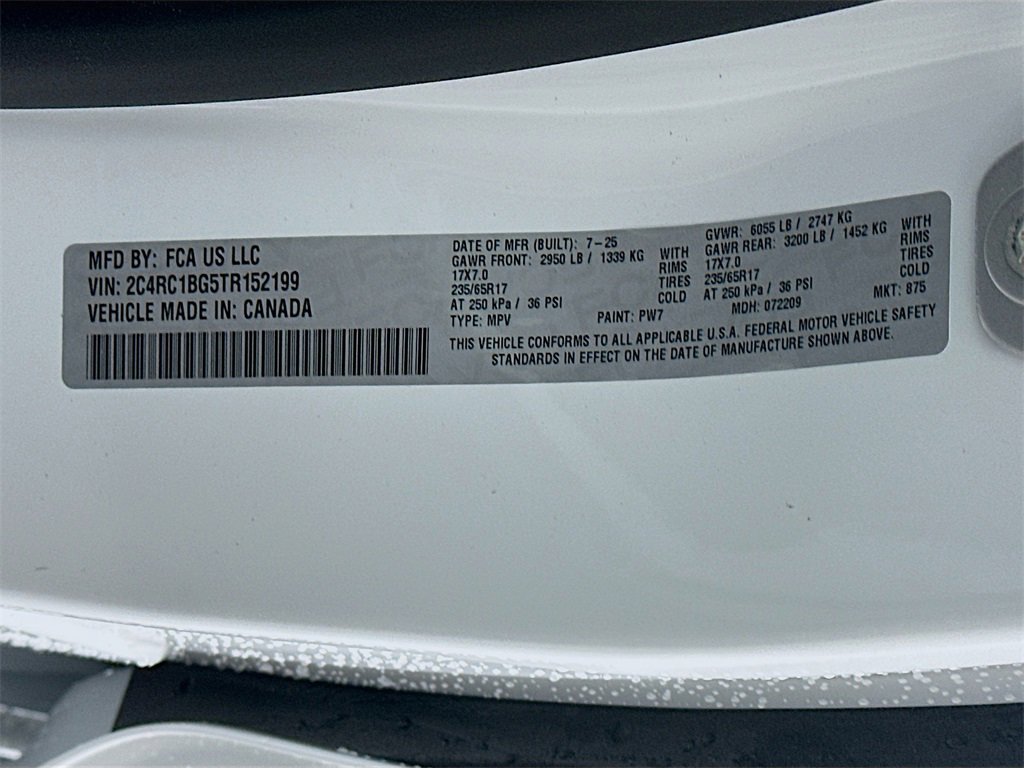 MFD BY: FCA US LLC
VIN: 2C4RC1BG5TR152199
VEHICLE MADE IN: CANADA
DATE OF MFR (BUILT): 7-25
GAWR FRONT: 2950 LB / 1339 KG WITH
17X7.0 RIMS
235/65R17 TIRES
AT 250 kPa / 36 PSI COLD
TYPE: MPV PAINT: PW7
GVWR: 6055 LB / 2747 KG
GAWR REAR: 3200 LB / 1452 KG WITH
17X7.0 RIMS
235/65R17 TIRES
AT 250 kPa / 36 PSI COLD
MDH: 072209 MKT: 875
THIS VEHICLE CONFORMS TO ALL APPLICABLE U.S.A. FEDERAL MOTOR VEHICLE SAFETY
STANDARDS IN EFFECT ON THE DATE OF MANUFACTURE SHOWN ABOVE.